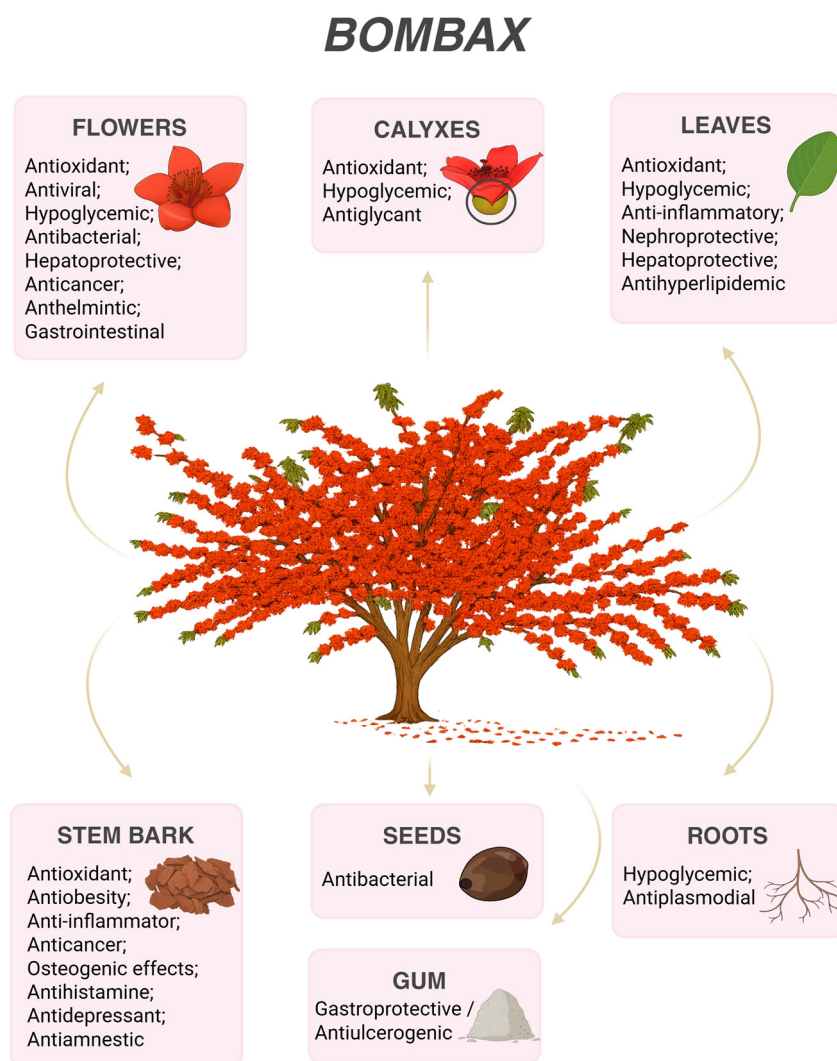 BOMBAX
FLOWERS
Antioxidant;
Antiviral;
Hypoglycemic;
Antibacterial;
Hepatoprotective;
Anticancer;
Anthelmintic;
Gastrointestinal
CALYXES
Antioxidant;
Hypoglycemic;
Antiglycant
LEAVES
Antioxidant;
Hypoglycemic;
Anti-inflammatory;
Nephroprotective;
Hepatoprotective;
Antihyperlipidemic
STEM BARK
Antioxidant;
Antiobesity;
Anti-inflammator;
Anticancer;
Osteogenic effects;
Antihistamine;
Antidepressant;
Antiamnestic
SEEDS
Antibacterial
GUM
Gastroprotective /
Antiulcerogenic
ROOTS
Hypoglycemic;
Antiplasmodial